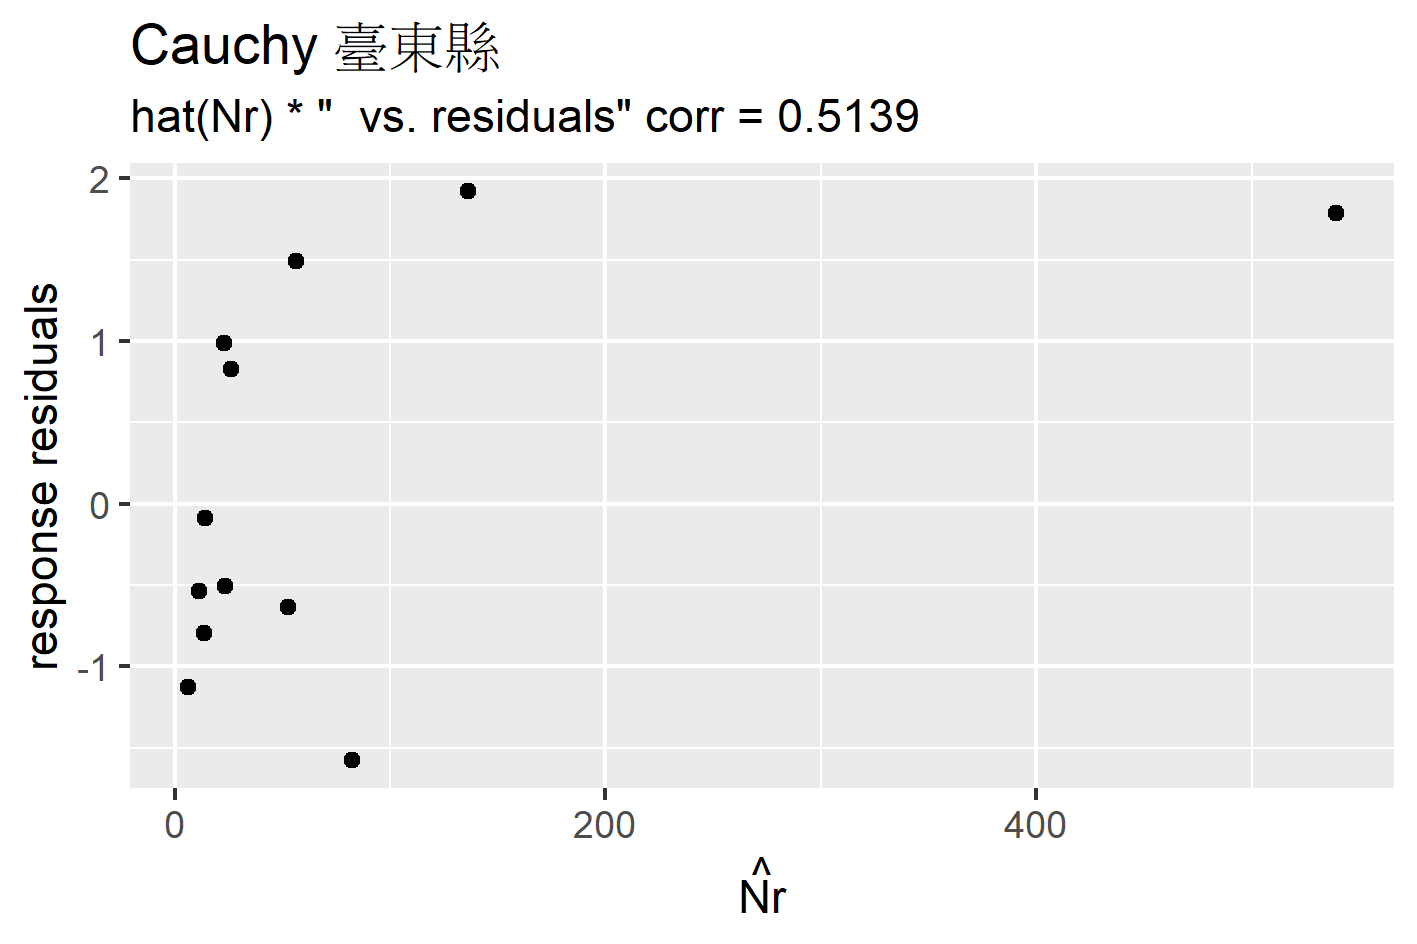 Cauchy 臺東縣
hat(Nr) * "  vs. residuals" corr = 0.5139
response residuals
2
1
0
-1
0
200
400
N̂r